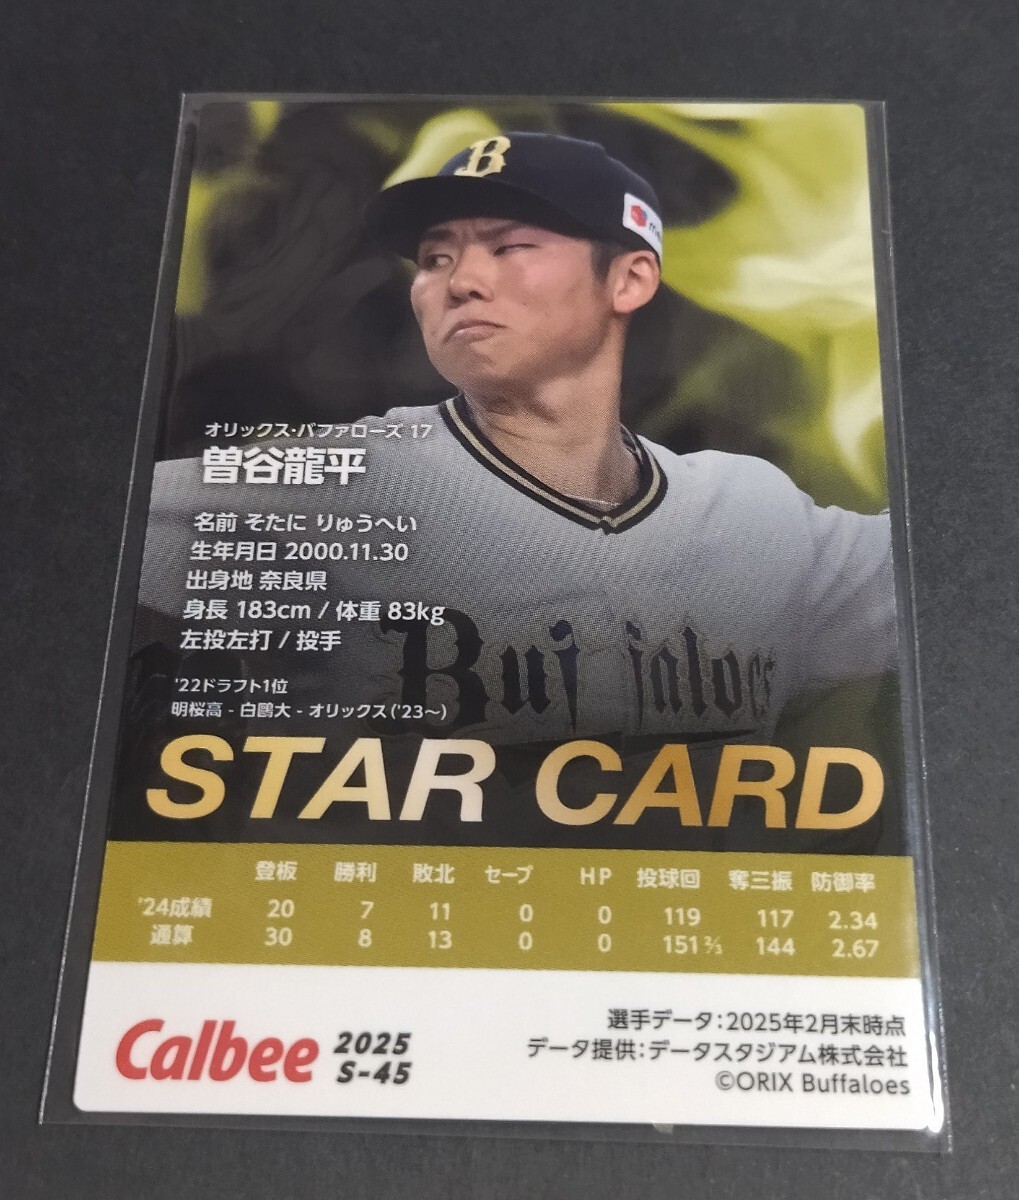 B
オリックス・バファローズ 17
曽谷龍平
名前 そたに りゅうへい
生年月日 2000.11.30
出身地 奈良県
身長 183cm / 体重 83kg
左投左打 / 投手
Buffaloes
'22ドラフト1位
明桜高 - 白鷗大 - オリックス('23〜)
STAR CARD
登板 勝利 敗北 セーブ HP 投球回 奪三振 防御率
'24成績 20 7 11 0 0 119 117 2.34
通算 30 8 13 0 0 151 2/3 144 2.67
Calbee 2025 S-45
選手データ：2025年2月末時点
データ提供：データスタジアム株式会社
©ORIX Buffaloes